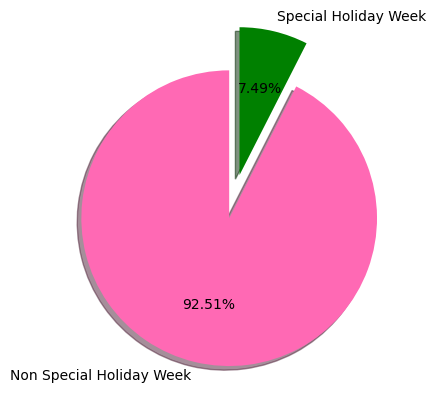 Special Holiday Week
7.49%
92.51%
Non Special Holiday Week